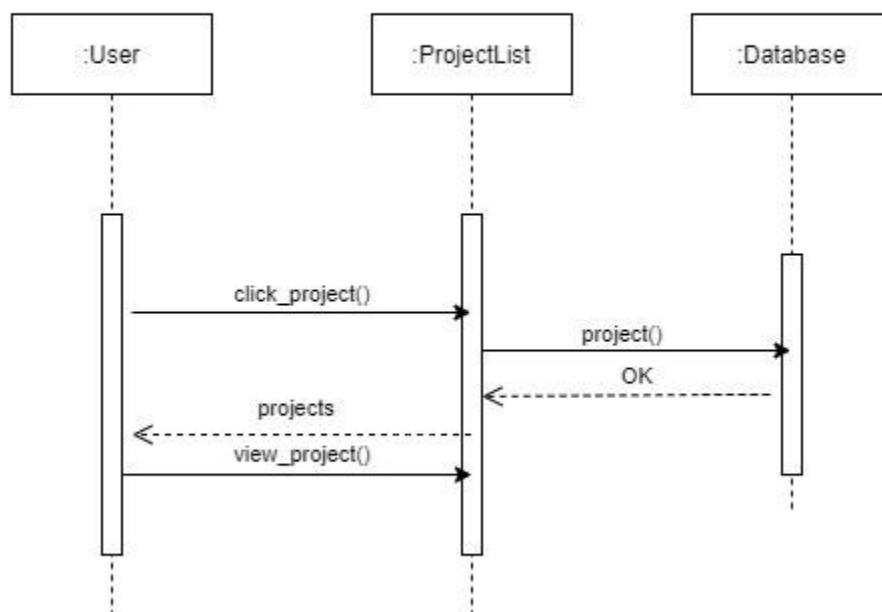 :User
:ProjectList
:Database
click_project()
project()
OK
projects
view_project()